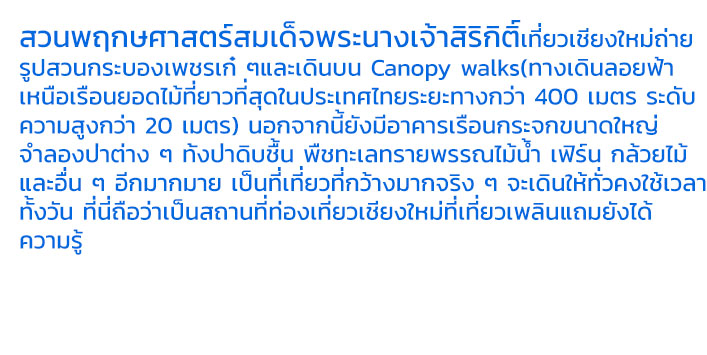 สวนพฤกษศาสตร์สมเด็จพระนางเจ้าสิริกิติ์เที่ยวเชียงใหม่ถ่าย
รูปสวนกระบองเพชรเก๋ ๆและเดินบน Canopy walks(ทางเดินลอยฟ้า
เหนือเรือนยอดไม้ที่ยาวที่สุดในประเทศไทยระยะทางกว่า 400 เมตร ระดับ
ความสูงกว่า 20 เมตร) นอกจากนี้ยังมีอาคารเรือนกระจกขนาดใหญ่
จำลองป่าต่าง ๆ ทั้งป่าดิบชื้น พืชทะเลทรายพรรณไม้น้ำ เฟิร์น กล้วยไม้
และอื่น ๆ อีกมากมาย เป็นที่เที่ยวที่กว้างมากจริง ๆ จะเดินให้ทั่วคงใช้เวลา
ทั้งวัน ที่นี่ถือว่าเป็นสถานที่ท่องเที่ยวเชียงใหม่ที่เที่ยวเพลินแถมยังได้
ความรู้